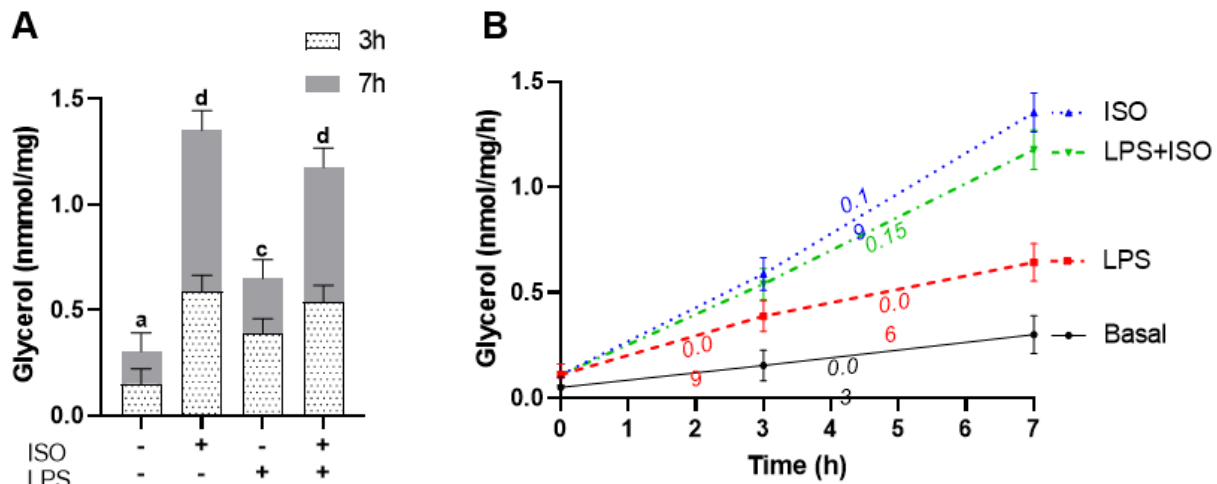 A
3h
7h
Glycerol (nmmol/mg)
1.5
1.0
0.5
0.0
a
d
c
d
ISO - + - +
LPS - - + +
B
Glycerol (nmol/mg/h)
1.5
1.0
0.5
0.0
0 1 2 3 4 5 6 7
Time (h)
0.1
9
0.15
0.0
9
0.0
6
0.0
3
ISO
LPS+ISO
LPS
Basal